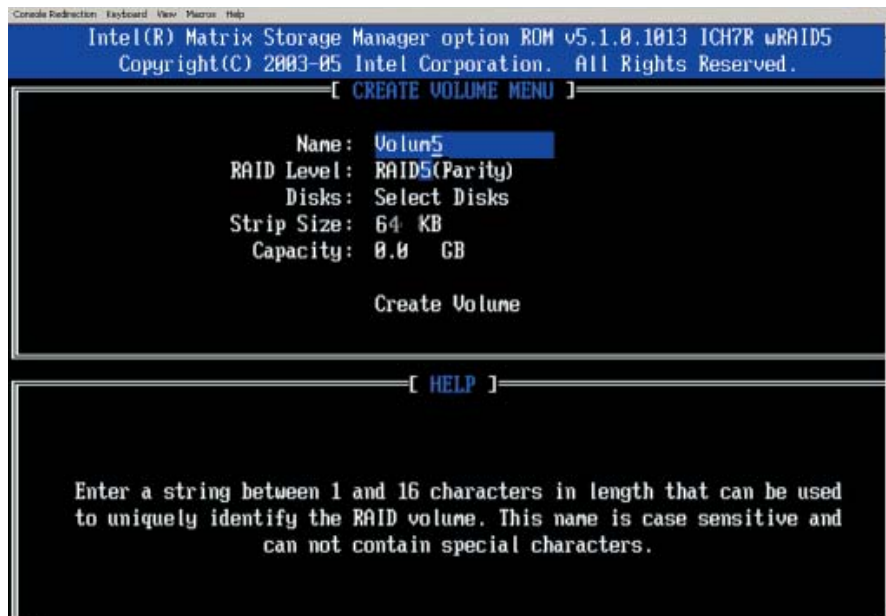 Console Redirection Keyboard View Macros Help
Intel(R) Matrix Storage Manager option ROM v5.1.0.1013 ICH7R wRAID5
Copyright(C) 2003-05 Intel Corporation. All Rights Reserved.
[ CREATE VOLUME MENU ]
Name: Volum5
RAID Level: RAID5(Parity)
Disks: Select Disks
Strip Size: 64 KB
Capacity: 0.0 GB
Create Volume
[ HELP ]
Enter a string between 1 and 16 characters in length that can be used
to uniquely identify the RAID volume. This name is case sensitive and
can not contain special characters.